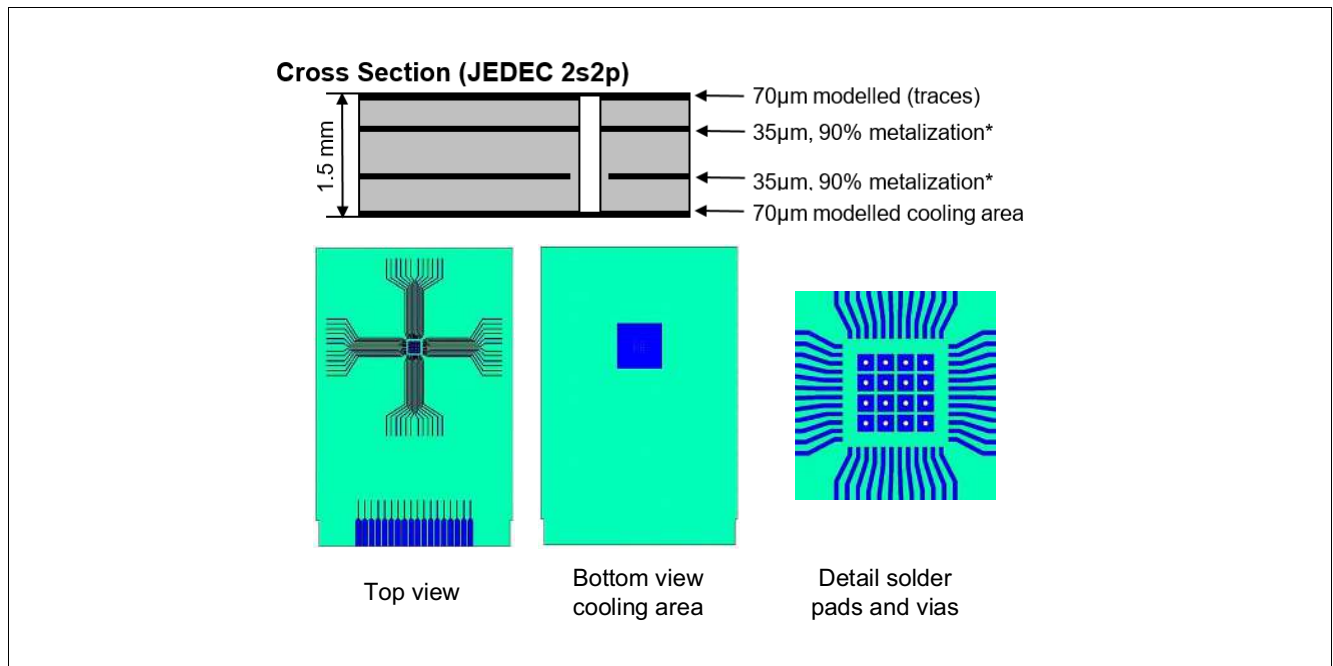 Cross Section (JEDEC 2s2p)
1.5 mm
70µm modelled (traces)
35µm, 90% metalization*
35µm, 90% metalization*
70µm modelled cooling area
Top view
Bottom view
cooling area
Detail solder
pads and vias